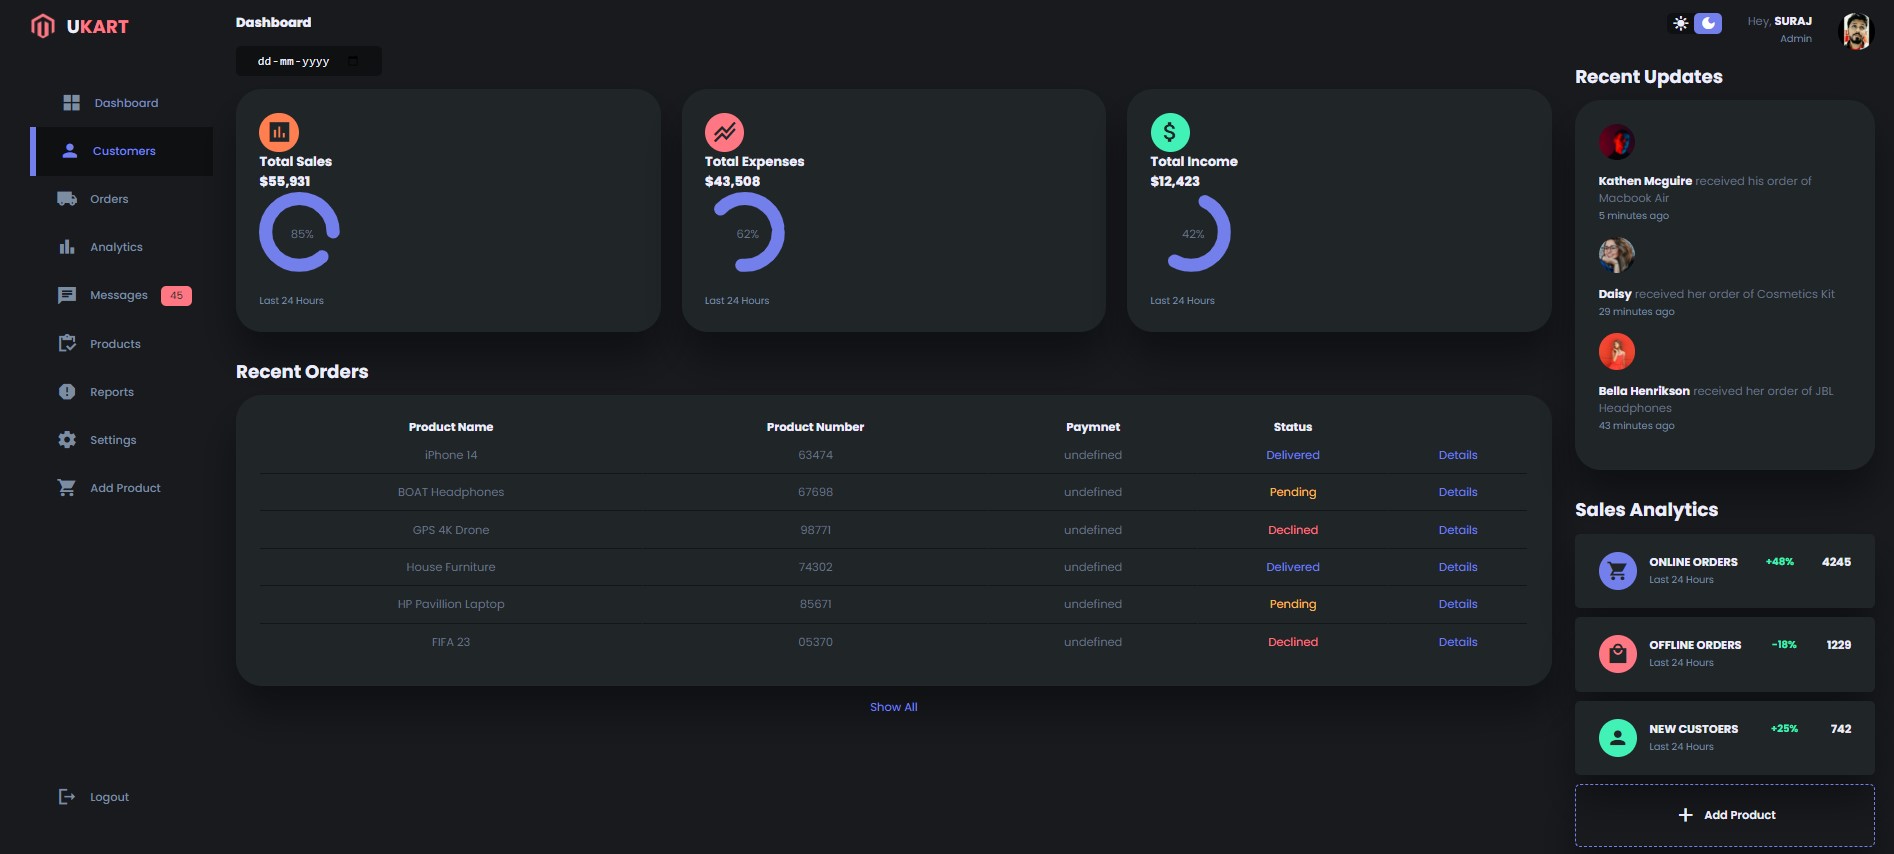 UKART
Dashboard
Customers
Orders
Analytics
Messages 45
Products
Reports
Settings
Add Product
Logout
Dashboard
dd-mm-yyyy
Total Sales
$55,931
85%
Last 24 Hours
Total Expenses
$43,508
62%
Last 24 Hours
Total Income
$12,423
42%
Last 24 Hours
Recent Orders
Product Name Product Number Paymnet Status
iPhone 14 63474 undefined Delivered Details
BOAT Headphones 67698 undefined Pending Details
GPS 4K Drone 98771 undefined Declined Details
House Furniture 74302 undefined Delivered Details
HP Pavillion Laptop 85671 undefined Pending Details
FIFA 23 05370 undefined Declined Details
Show All
Hey, SURAJ
Admin
Recent Updates
Kathen Mcguire received his order of
Macbook Air
5 minutes ago
Daisy received her order of Cosmetics Kit
29 minutes ago
Bella Henrikson received her order of JBL
Headphones
43 minutes ago
Sales Analytics
ONLINE ORDERS +48% 4245
Last 24 Hours
OFFLINE ORDERS -18% 1229
Last 24 Hours
NEW CUSTOERS +25% 742
Last 24 Hours
Add Product